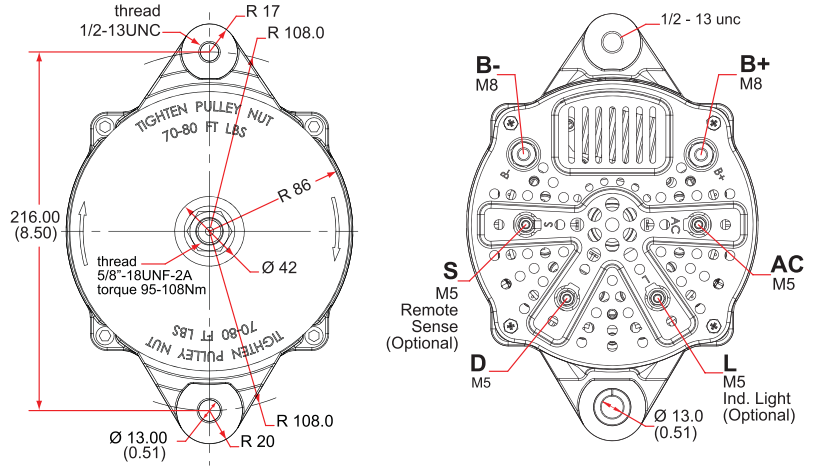 thread
1/2-13UNC
R 17
R 108.0
TIGHTEN PULLEY NUT
70-80 FT LBS
R 86
216.00
(8.50)
thread
5/8"-18UNF-2A
torque 95-108Nm
Ø 42
70-80 FT LBS
TIGHTEN PULLEY NUT
R 108.0
Ø 13.00
(0.51)
R 20
1/2 - 13 unc
B-
M8
B+
M8
B-
B+
S
AC
L
S
M5
Remote
Sense
(Optional)
AC
M5
D
M5
L
M5
Ind. Light
(Optional)
Ø 13.0
(0.51)